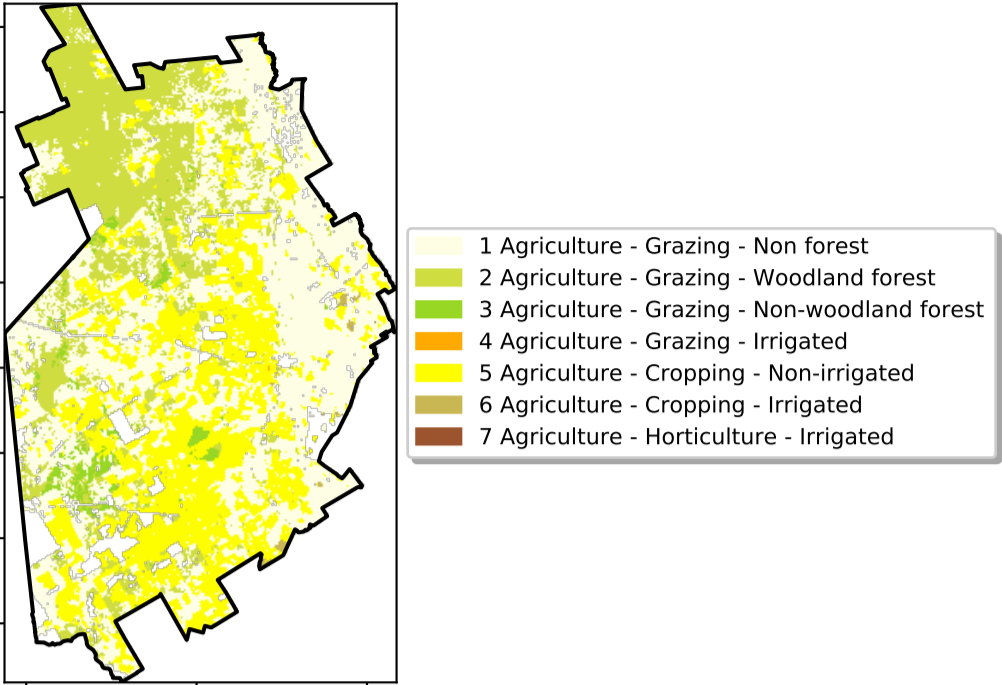 1 Agriculture - Grazing - Non forest
2 Agriculture - Grazing - Woodland forest
3 Agriculture - Grazing - Non-woodland forest
4 Agriculture - Grazing - Irrigated
5 Agriculture - Cropping - Non-irrigated
6 Agriculture - Cropping - Irrigated
7 Agriculture - Horticulture - Irrigated